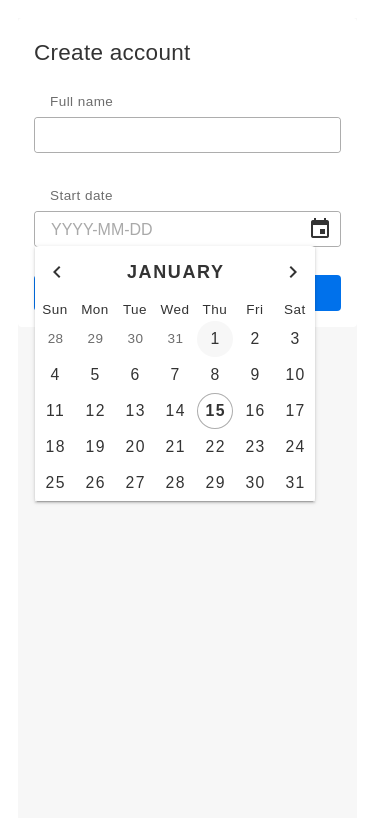 Create account
Full name
Start date
YYYY-MM-DD
JANUARY
Sun Mon Tue Wed Thu Fri Sat
28 29 30 31 1 2 3
4 5 6 7 8 9 10
11 12 13 14 15 16 17
18 19 20 21 22 23 24
25 26 27 28 29 30 31